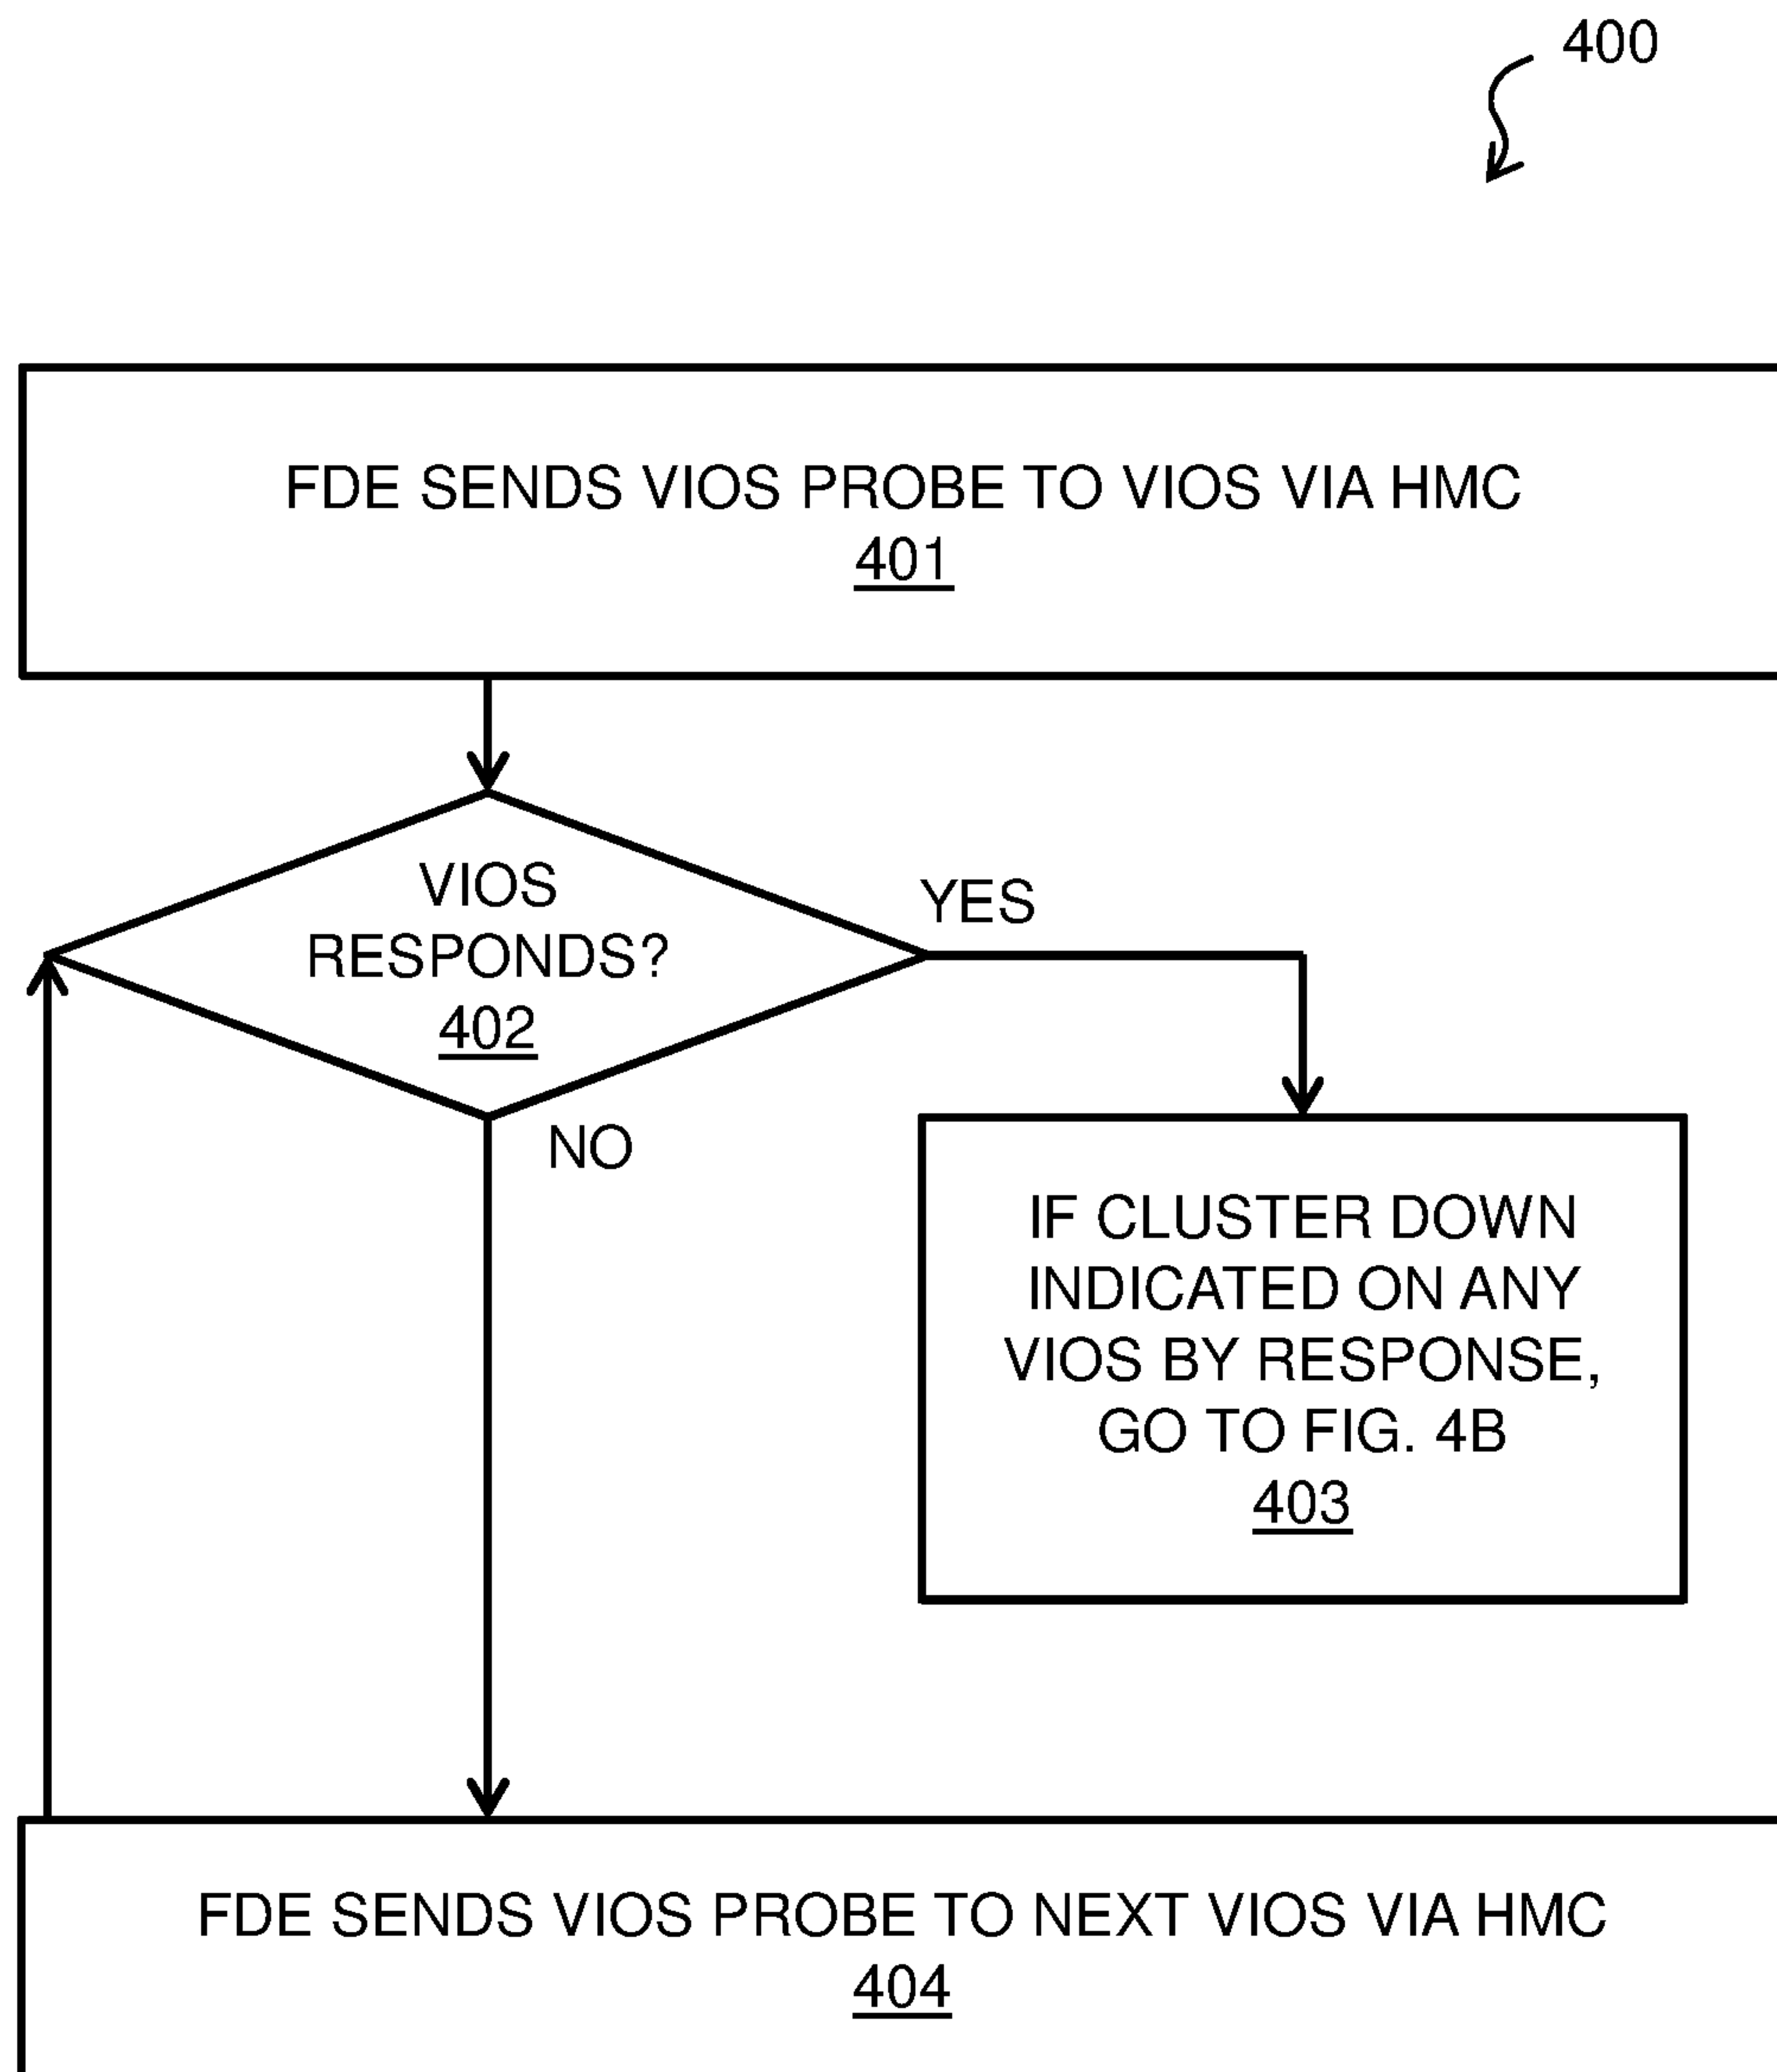 400
FDE SENDS VIOS PROBE TO VIOS VIA HMC
401
VIOS
RESPONDS?
402
YES
NO
IF CLUSTER DOWN
INDICATED ON ANY
VIOS BY RESPONSE,
GO TO FIG. 4B
403
FDE SENDS VIOS PROBE TO NEXT VIOS VIA HMC
404